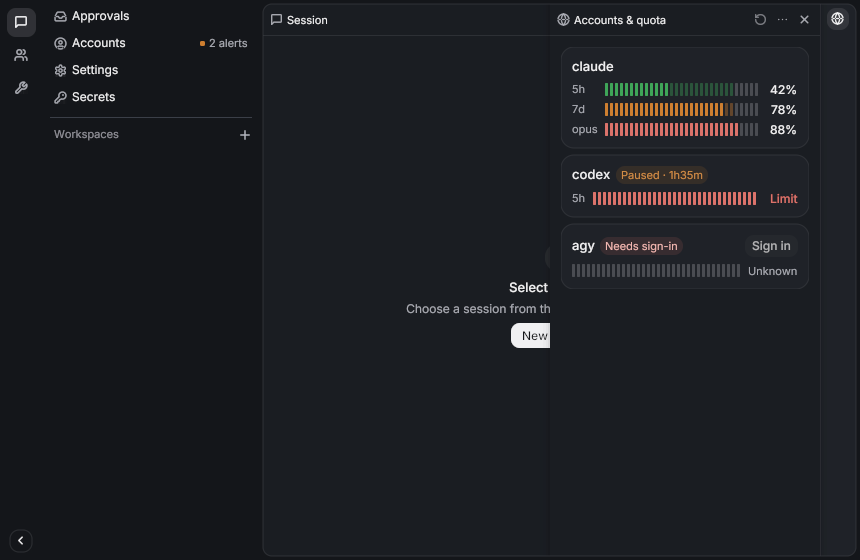 Approvals
Accounts
2 alerts
Settings
Secrets
Workspaces
Session
Select
Choose a session from th
New
Accounts & quota
claude
5h
42%
7d
78%
opus
88%
codex
Paused · 1h35m
5h
Limit
agy
Needs sign-in
Sign in
Unknown